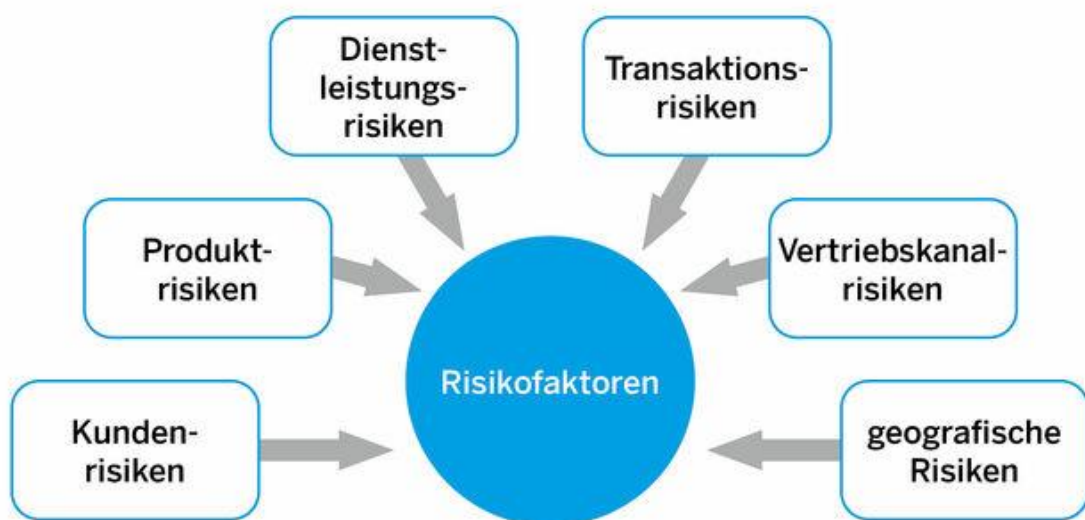 Dienst-
leistungs-
risiken
Transaktions-
risiken
Produkt-
risiken
Vertriebskanal-
risiken
Risikofaktoren
Kunden-
risiken
geografische
Risiken